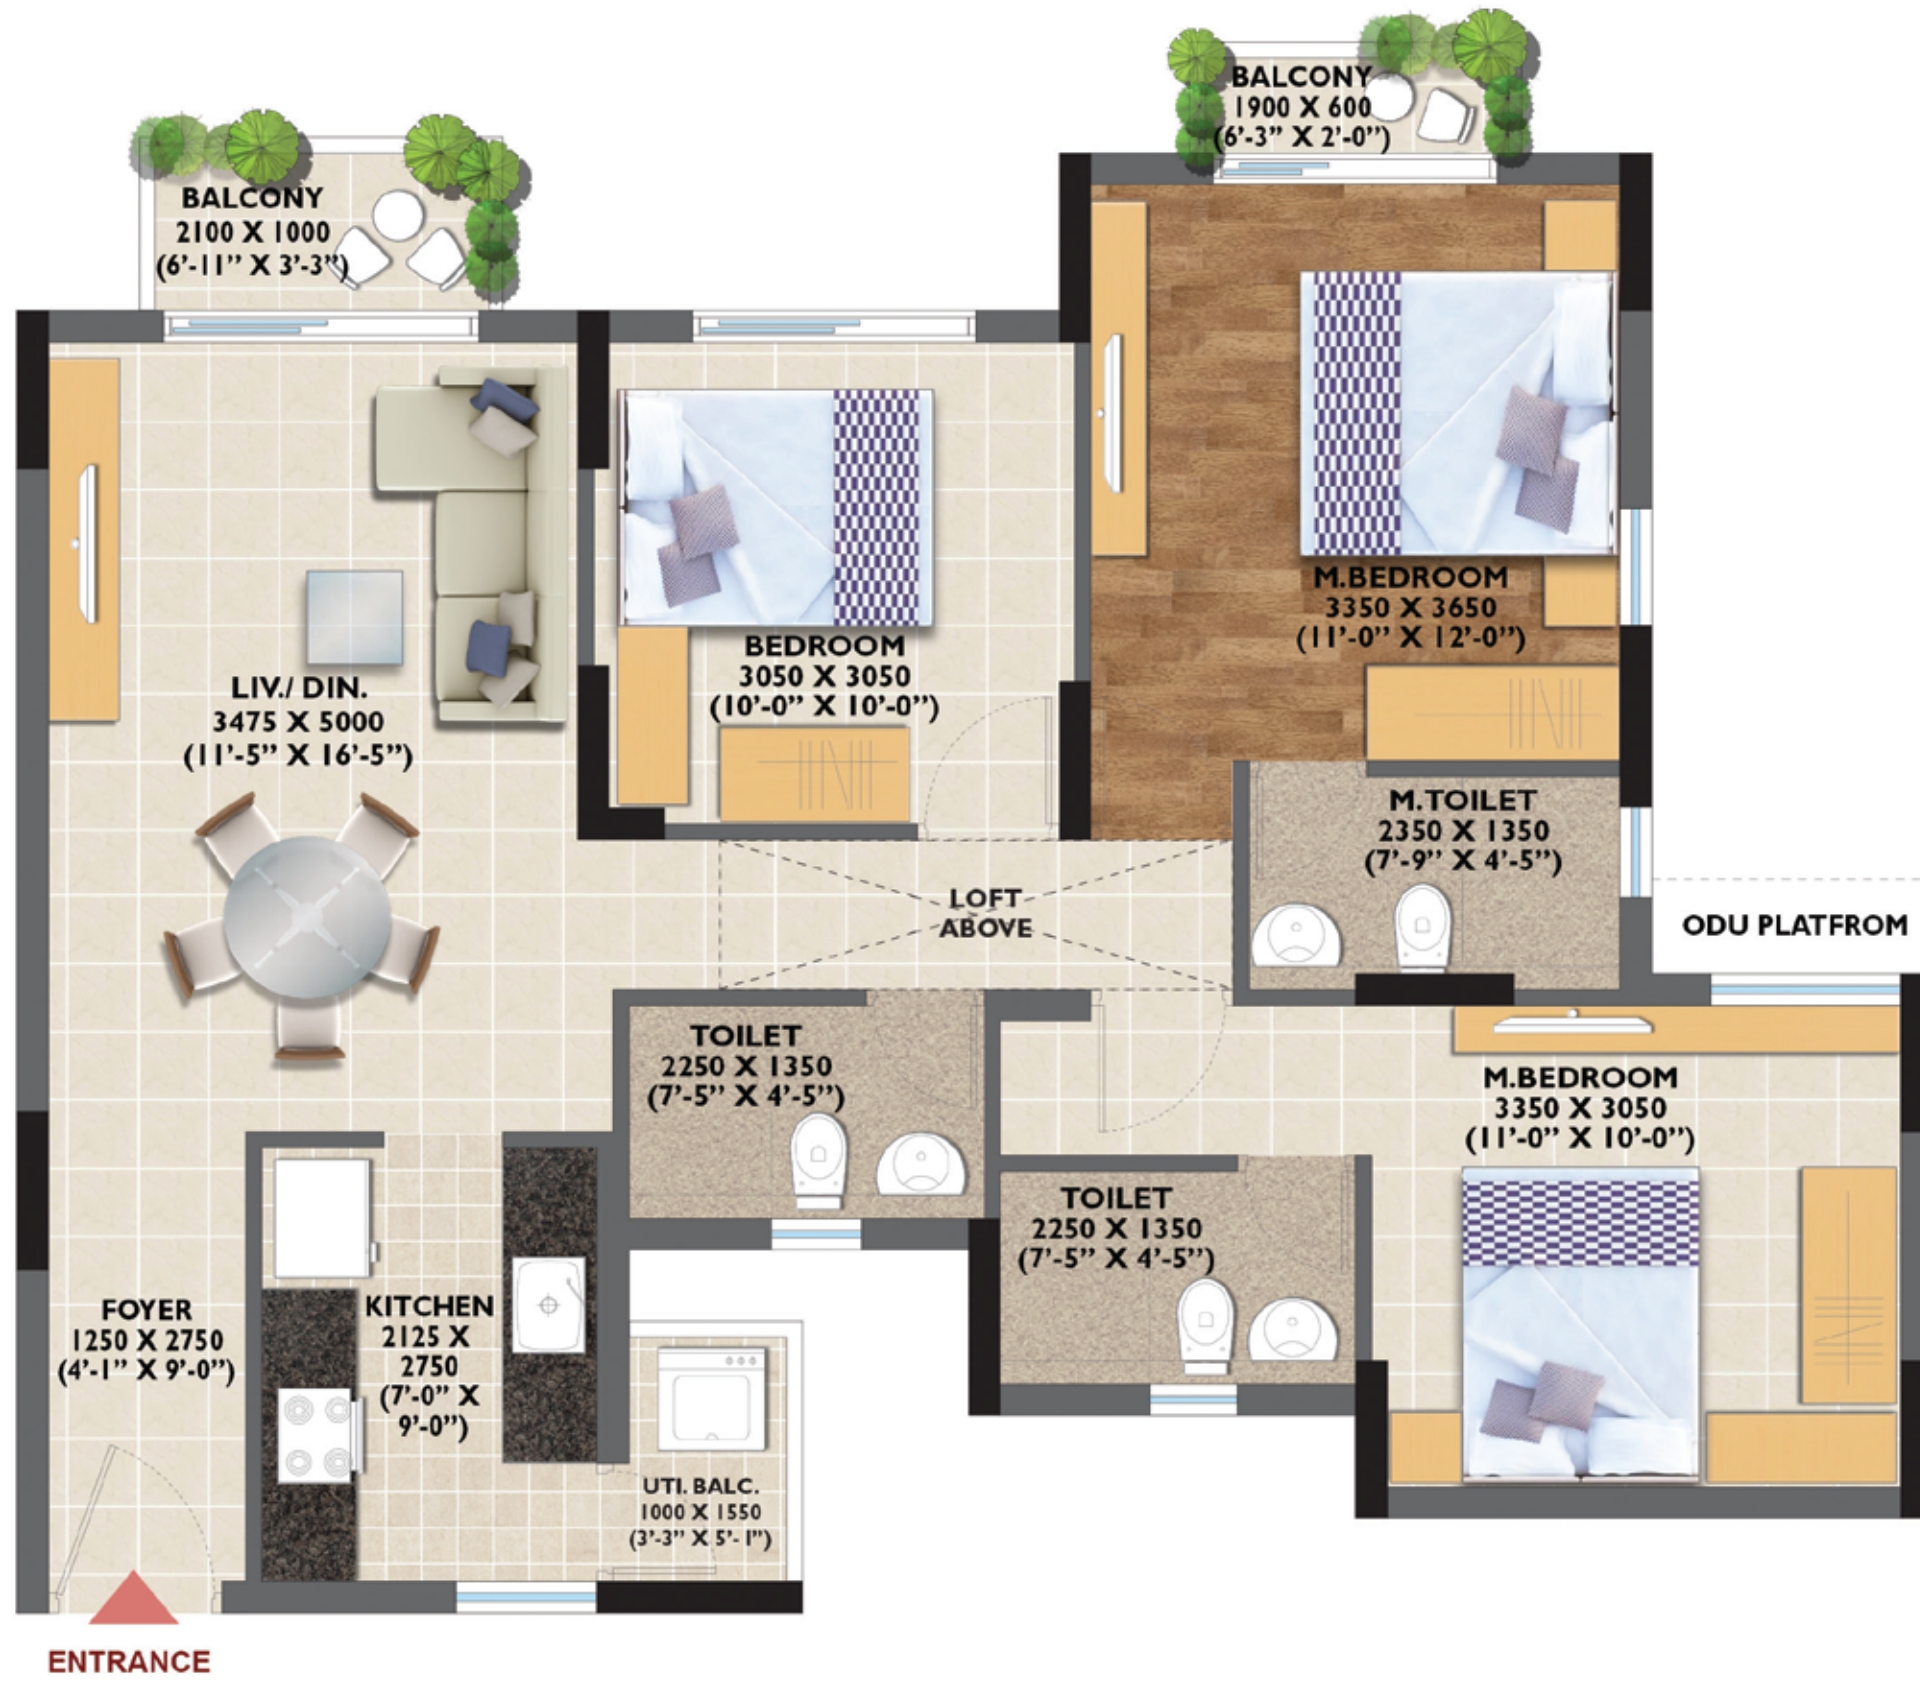 BALCONY
1900 X 600
(6’-3” X 2’-0”)
BALCONY
2100 X 1000
(6’-11” X 3’-3”)
M.BEDROOM
3350 X 3650
(11’-0” X 12’-0”)
BEDROOM
3050 X 3050
(10’-0” X 10’-0”)
LIV./ DIN.
3475 X 5000
(11’-5” X 16’-5”)
M.TOILET
2350 X 1350
(7’-9” X 4’-5”)
LOFT
ABOVE
ODU PLATFROM
TOILET
2250 X 1350
(7’-5” X 4’-5”)
M.BEDROOM
3350 X 3050
(11’-0” X 10’-0”)
TOILET
2250 X 1350
(7’-5” X 4’-5”)
FOYER
1250 X 2750
(4’-1” X 9’-0”)
KITCHEN
2125 X
2750
(7’-0” X
9’-0”)
UTI. BALC.
1000 X 1550
(3’-3” X 5’- 1”)
ENTRANCE